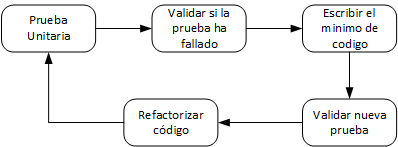 Prueba
Unitaria
Validar si la
prueba ha
fallado
Escribir el
minimo de
codigo
Validar nueva
prueba
Refactorizar
código